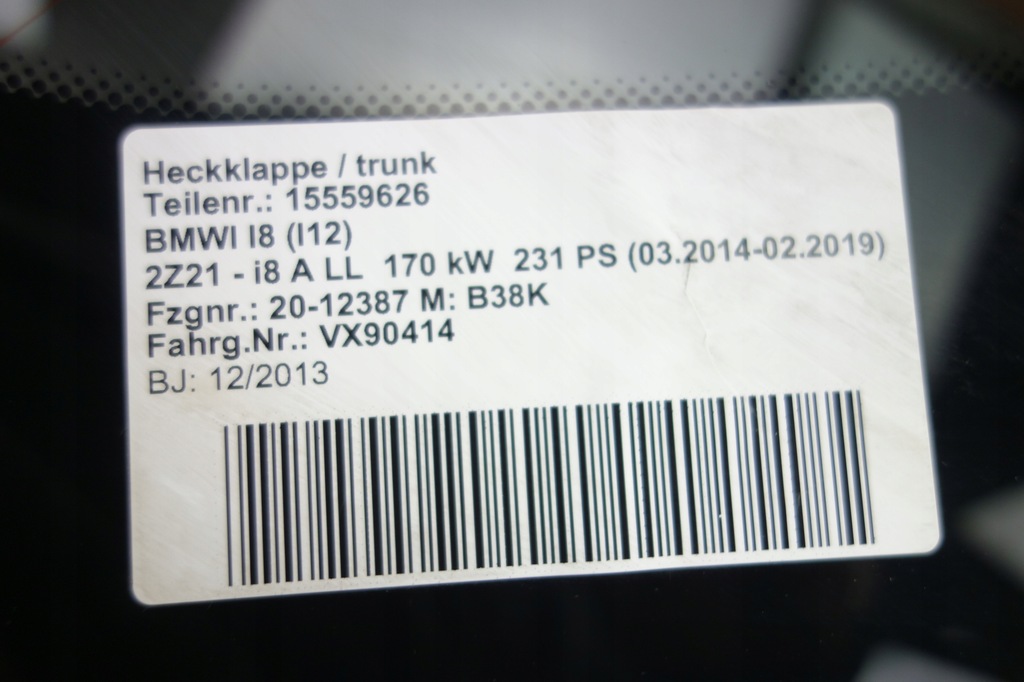 Heckklappe / trunk
Teilenr.: 15559626
BMWI I8 (I12)
2Z21 - i8 A LL 170 kW 231 PS (03.2014-02.2019)
Fzgnr.: 20-12387 M: B38K
Fahrg.Nr.: VX90414
BJ: 12/2013